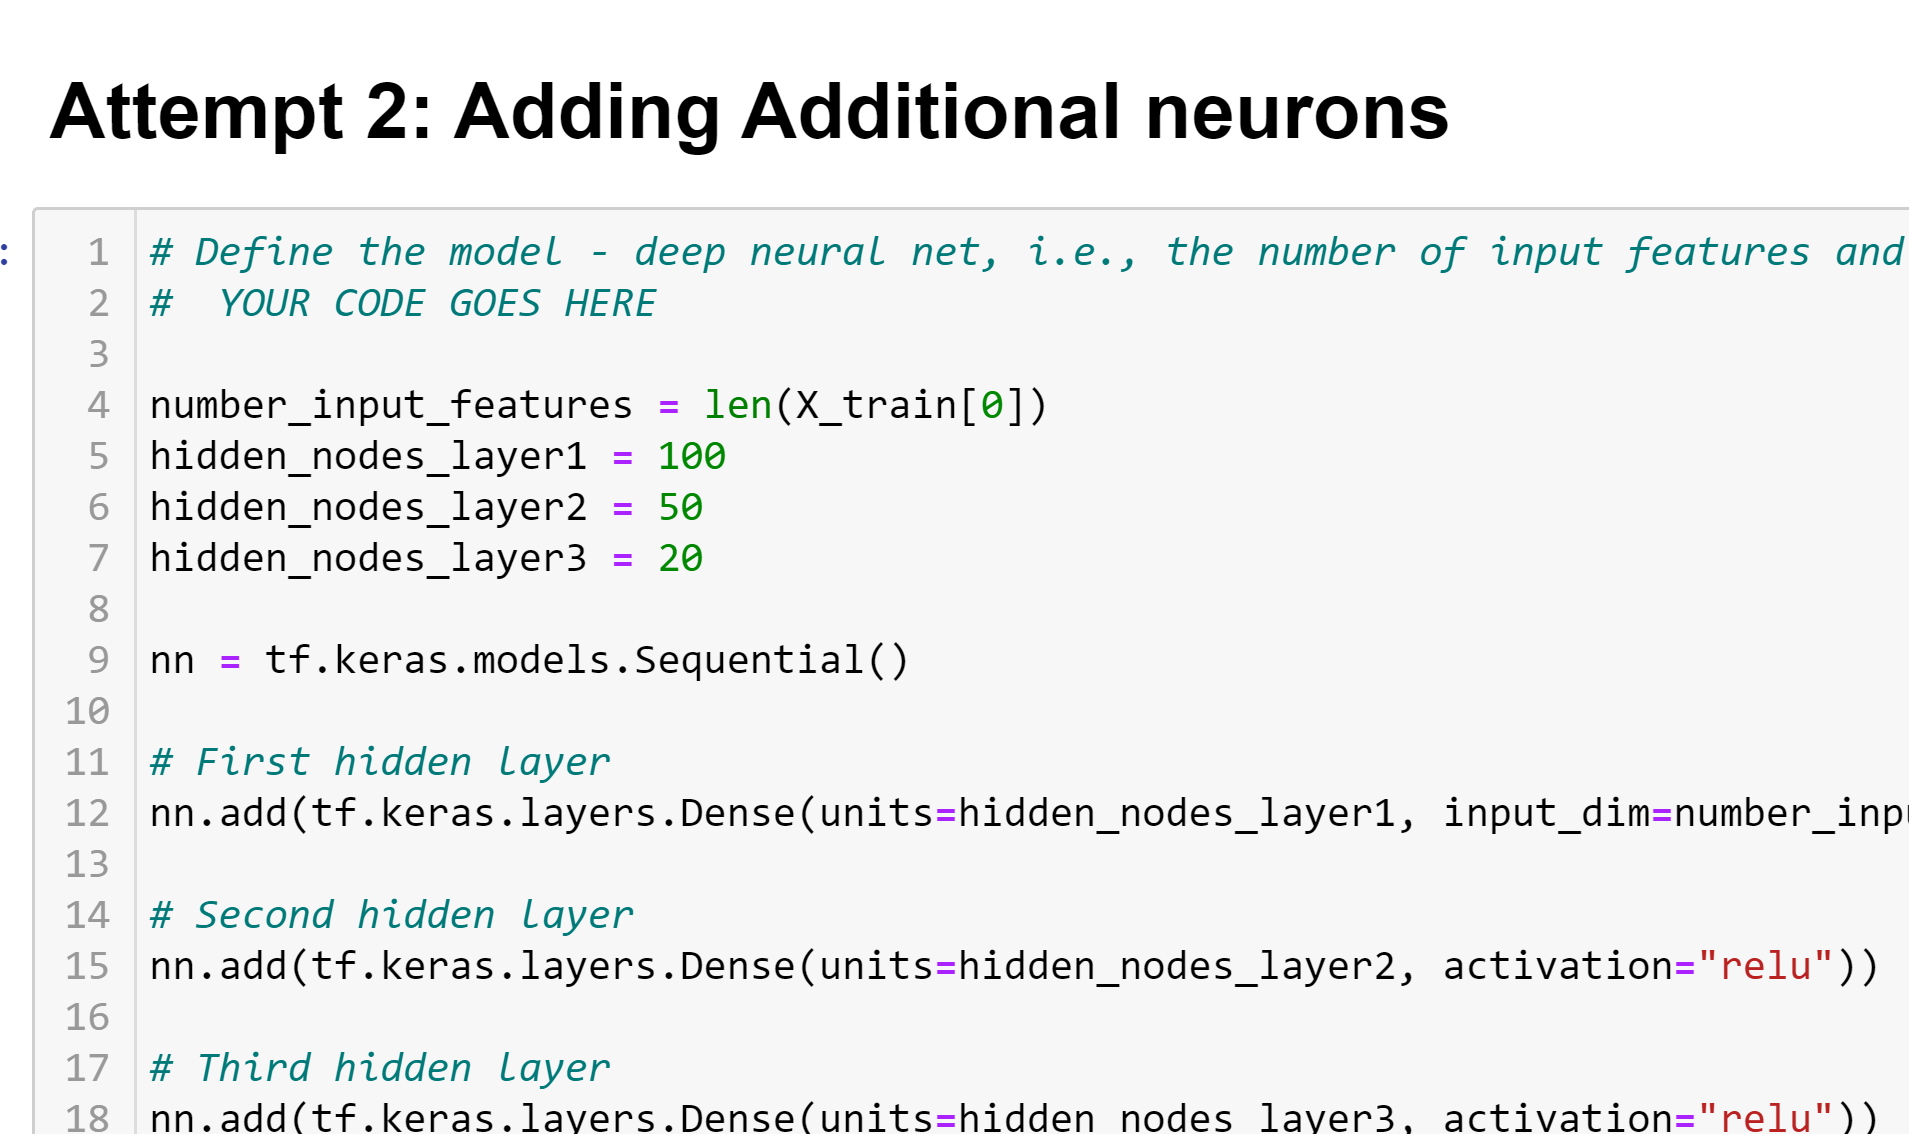 Attempt 2: Adding Additional neurons
:
1 # Define the model - deep neural net, i.e., the number of input features and
2 #  YOUR CODE GOES HERE
3
4 number_input_features = len(X_train[0])
5 hidden_nodes_layer1 = 100
6 hidden_nodes_layer2 = 50
7 hidden_nodes_layer3 = 20
8
9 nn = tf.keras.models.Sequential()
10
11 # First hidden layer
12 nn.add(tf.keras.layers.Dense(units=hidden_nodes_layer1, input_dim=number_inpu
13
14 # Second hidden layer
15 nn.add(tf.keras.layers.Dense(units=hidden_nodes_layer2, activation="relu"))
16
17 # Third hidden layer
18 nn.add(tf.keras.layers.Dense(units=hidden_nodes_layer3, activation="relu"))